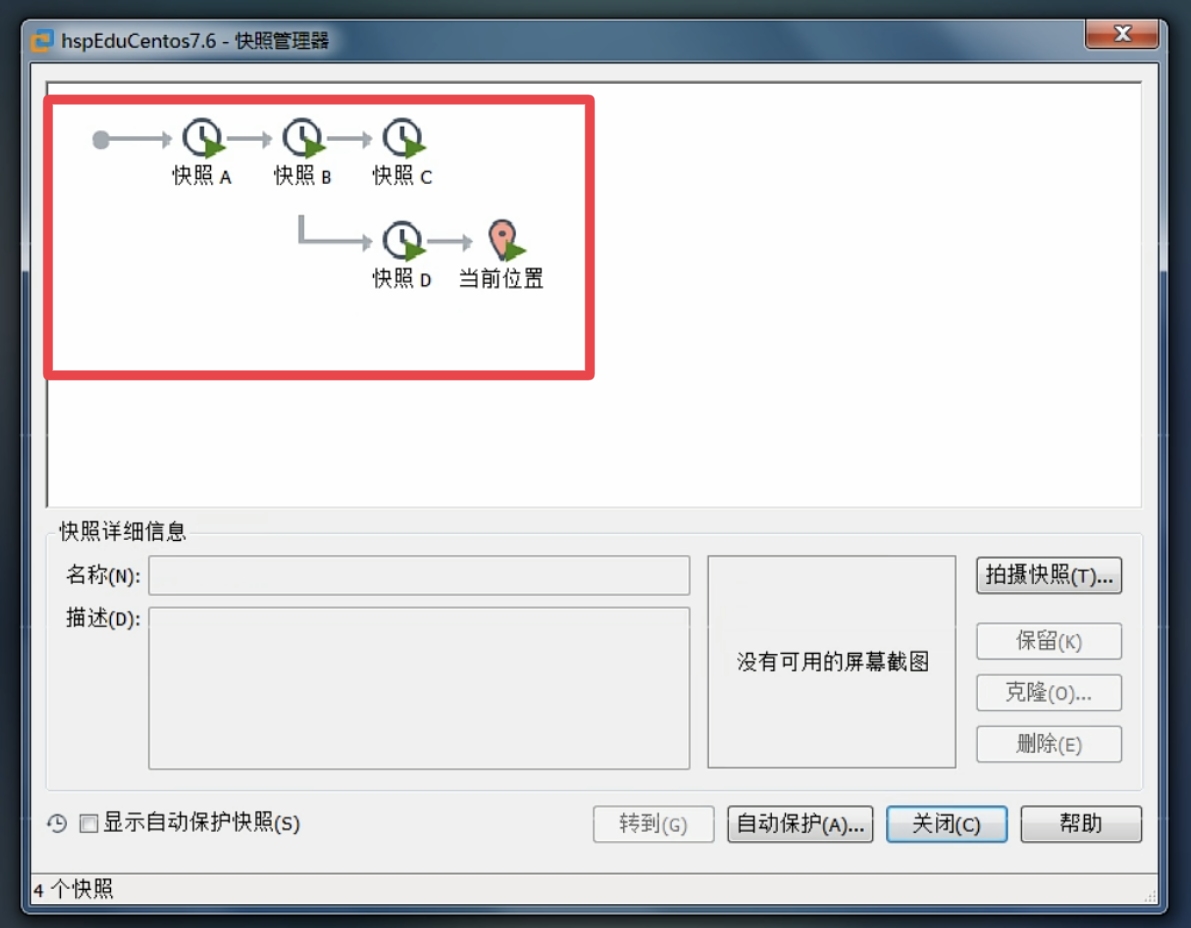 hspEduCentos7.6 - 快照管理器
快照 A
快照 B
快照 C
快照 D
当前位置
快照详细信息
名称(N):
描述(D):
没有可用的屏幕截图
拍摄快照(T)...
保留(K)
克隆(O)...
删除(E)
显示自动保护快照(S)
转到(G)
自动保护(A)...
关闭(C)
帮助
4 个快照